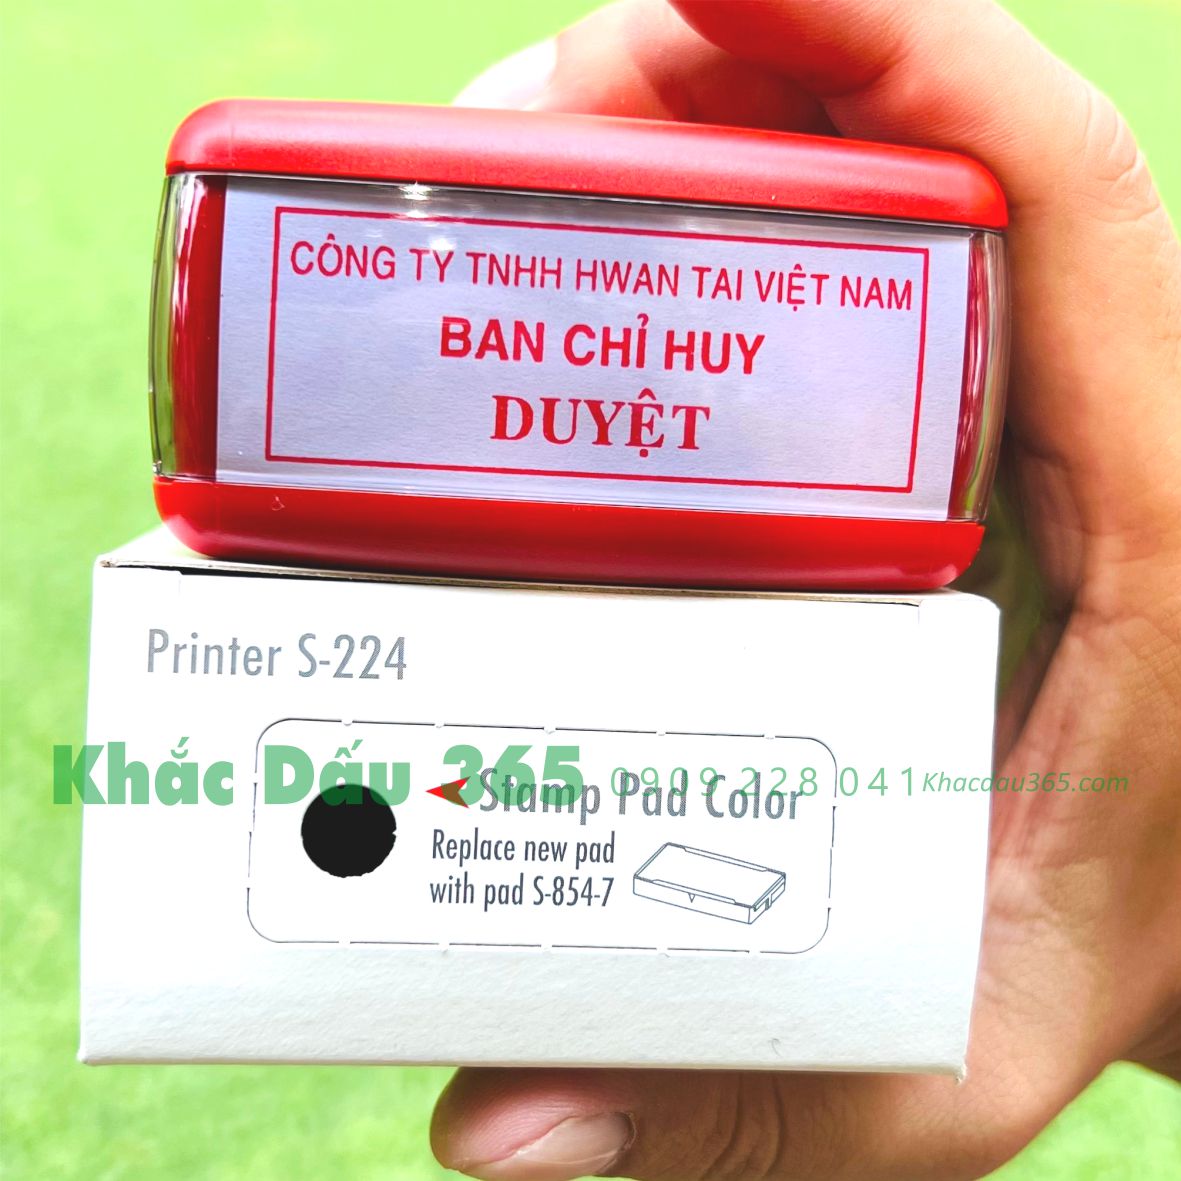 CÔNG TY TNHH HWAN TAI VIỆT NAM
BAN CHỈ HUY
DUYỆT
Printer S-224
Khắc Dấu 365 0909 228 041 Khacdau365.com
Stamp Pad Color
Replace new pad
with pad S-854-7